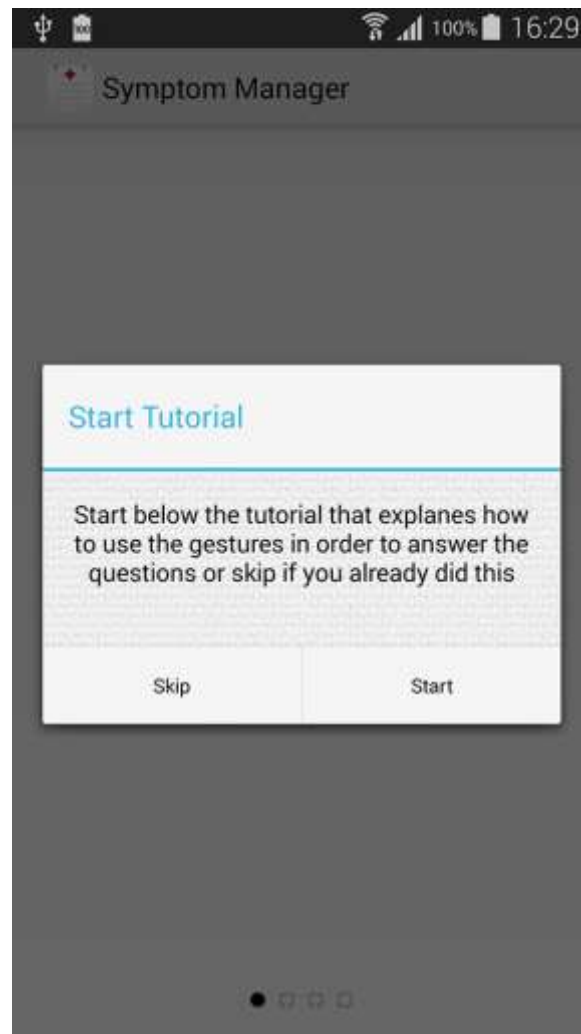 100% 16:29
Symptom Manager
Start Tutorial
Start below the tutorial that explanes how
to use the gestures in order to answer the
questions or skip if you already did this
Skip Start